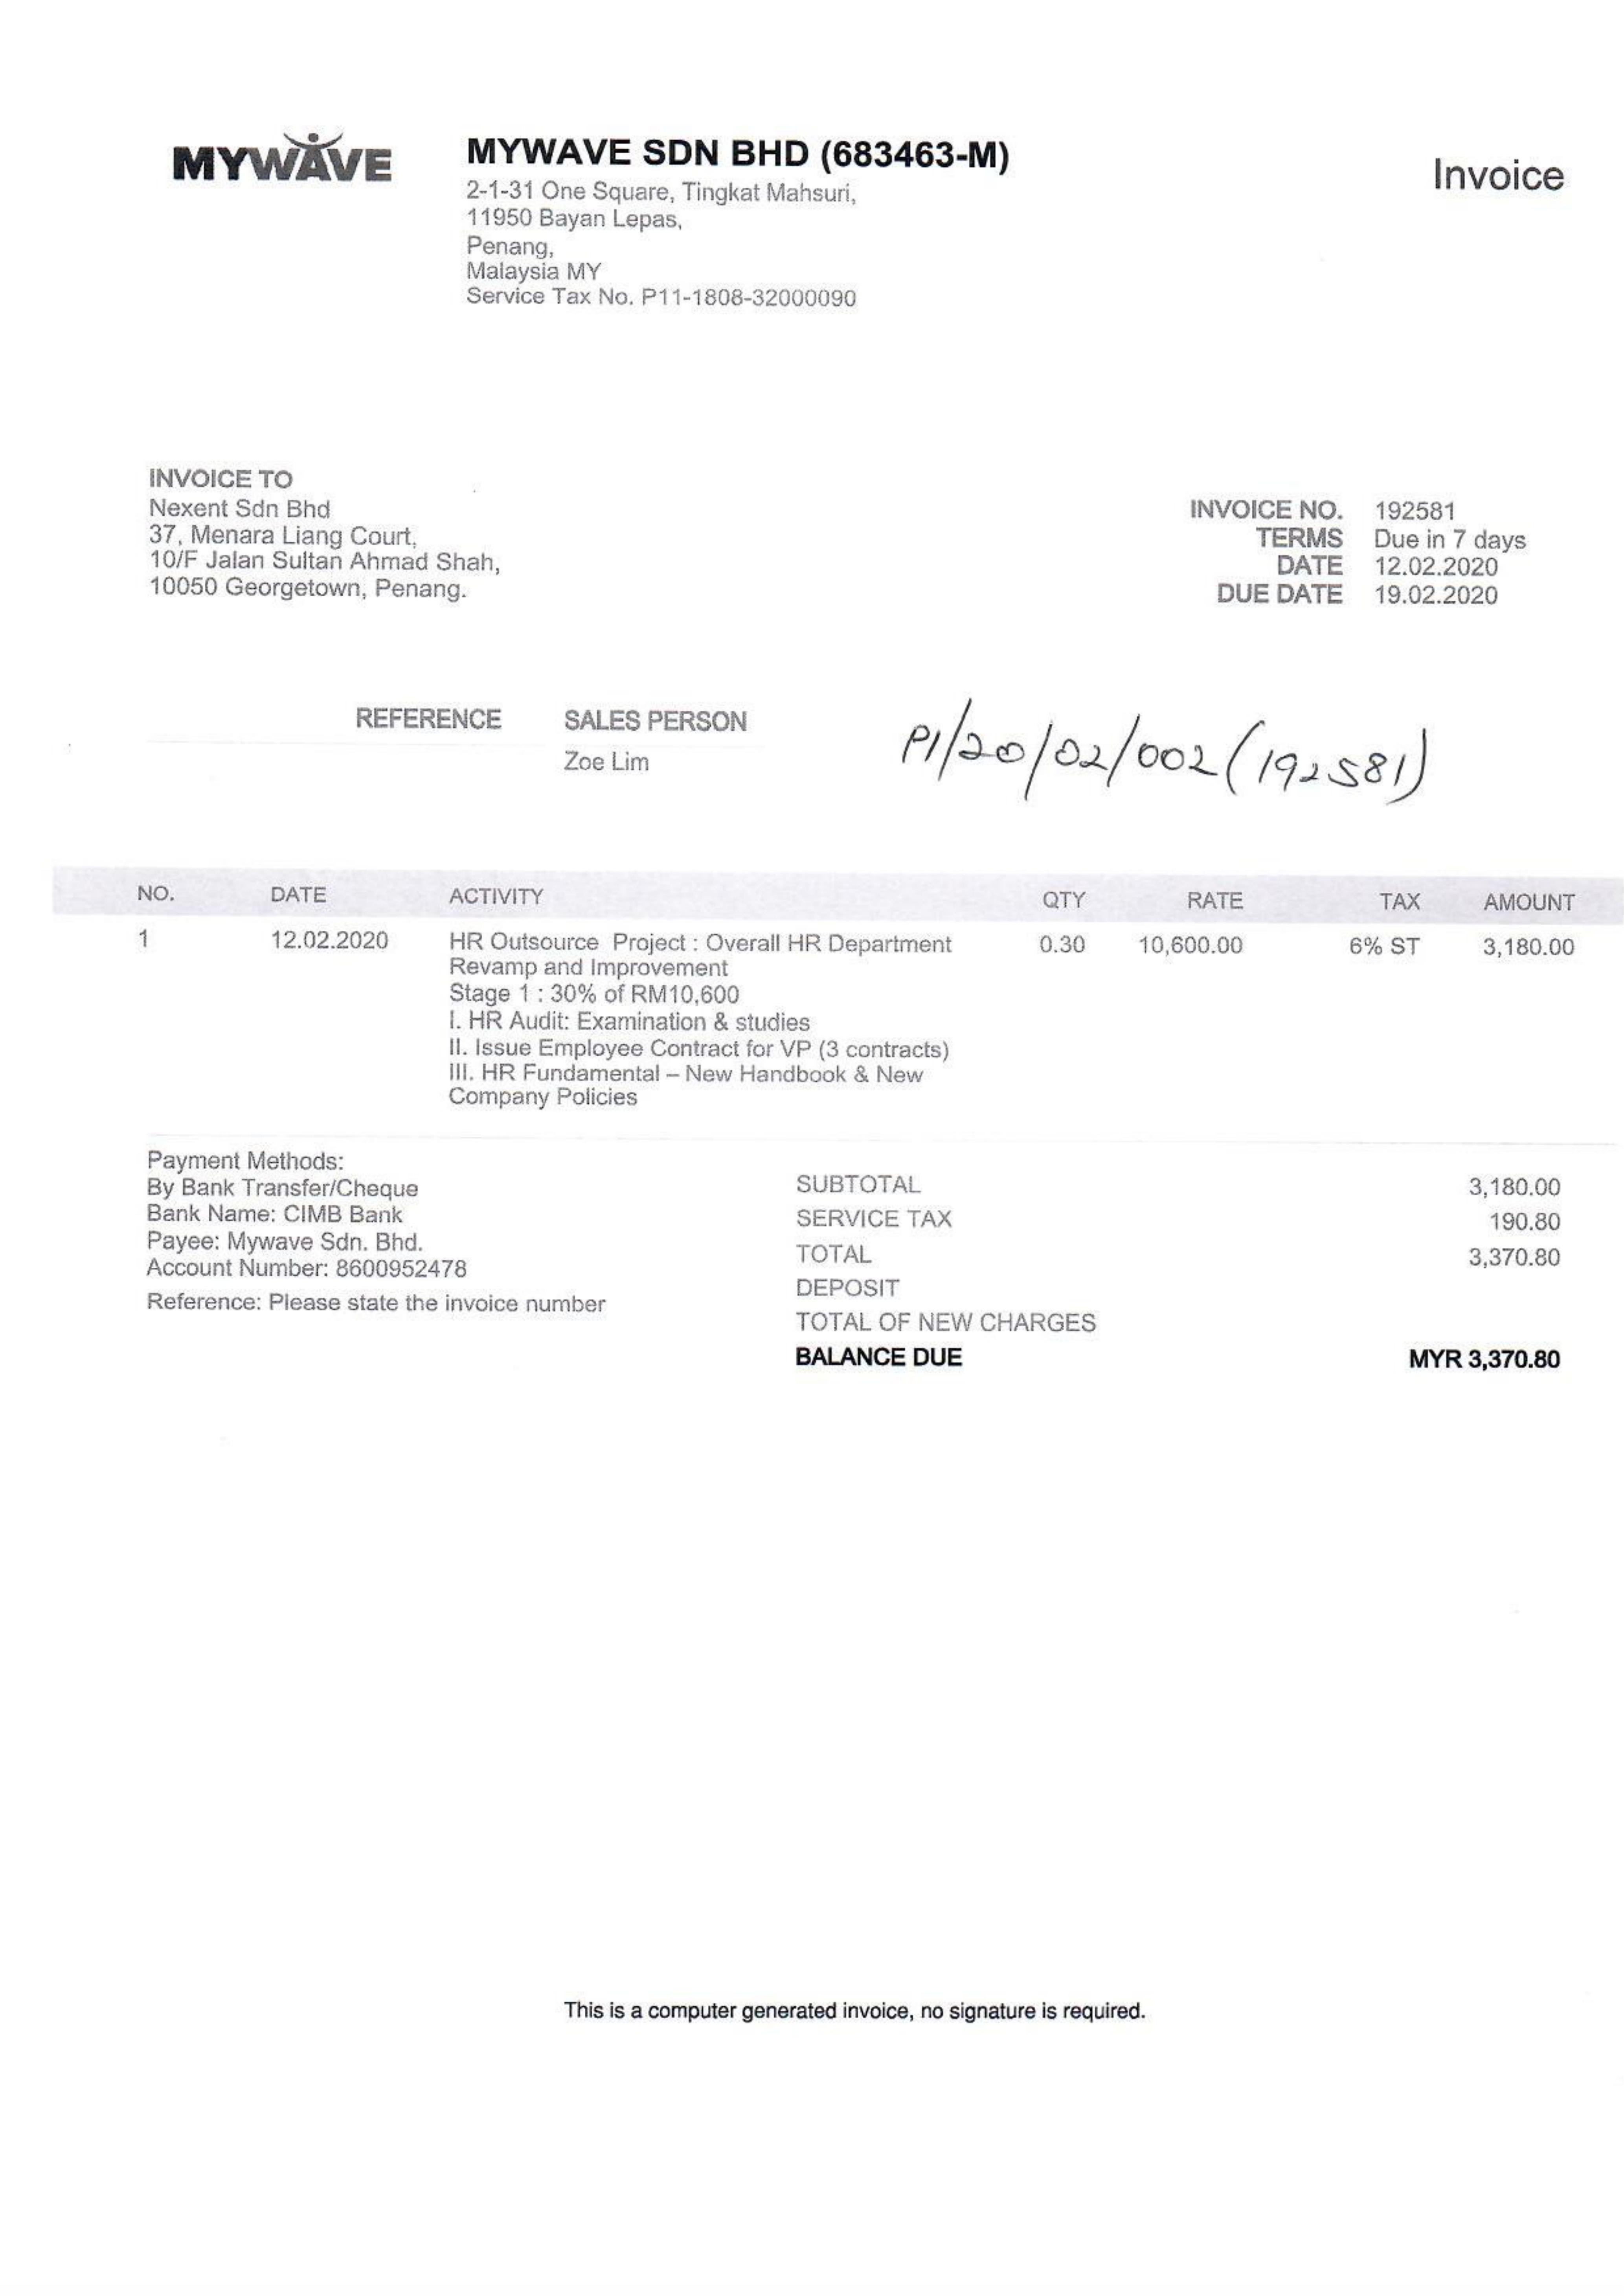 MYWAVE
MYWAVE SDN BHD (683463-M)
2-1-31 One Square, Tingkat Mahsuri,
11950 Bayan Lepas,
Penang,
Malaysia MY
Service Tax No. P11-1808-32000090
Invoice
INVOICE TO
Nexent Sdn Bhd
37, Menara Liang Court,
10/F Jalan Sultan Ahmad Shah,
10050 Georgetown, Penang.
INVOICE NO. 192581
TERMS Due in 7 days
DATE 12.02.2020
DUE DATE 19.02.2020
REFERENCE SALES PERSON
Zoe Lim
PI/20/02/002 (192581)
NO. DATE ACTIVITY QTY RATE TAX AMOUNT
1 12.02.2020 HR Outsource Project : Overall HR Department 0.30 10,600.00 6% ST 3,180.00
Revamp and Improvement
Stage 1 : 30% of RM10,600
I. HR Audit: Examination & studies
II. Issue Employee Contract for VP (3 contracts)
III. HR Fundamental – New Handbook & New
Company Policies
Payment Methods:
By Bank Transfer/Cheque
Bank Name: CIMB Bank
Payee: Mywave Sdn. Bhd.
Account Number: 8600952478
Reference: Please state the invoice number
SUBTOTAL 3,180.00
SERVICE TAX 190.80
TOTAL 3,370.80
DEPOSIT
TOTAL OF NEW CHARGES
BALANCE DUE MYR 3,370.80
This is a computer generated invoice, no signature is required.